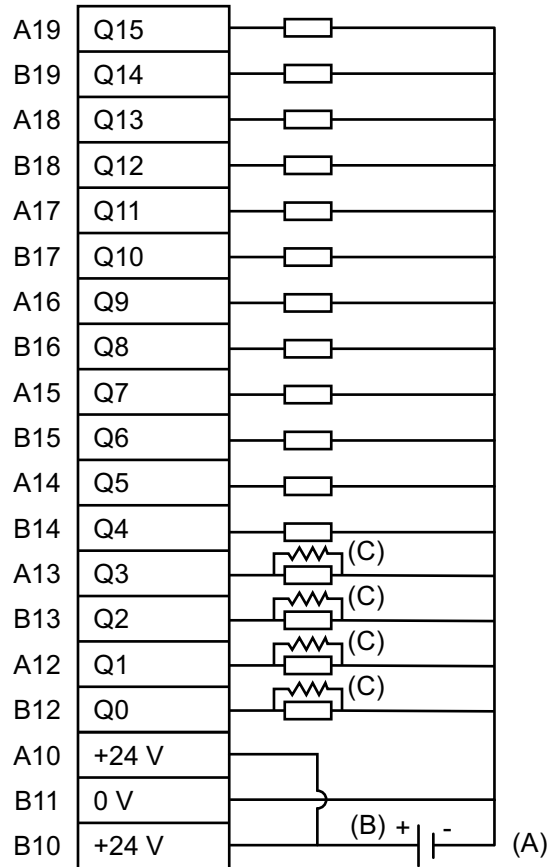 A19 Q15
B19 Q14
A18 Q13
B18 Q12
A17 Q11
B17 Q10
A16 Q9
B16 Q8
A15 Q7
B15 Q6
A14 Q5
B14 Q4
(C)
A13 Q3
(C)
B13 Q2
(C)
A12 Q1
(C)
B12 Q0
A10 +24 V
B11 0 V
B10 +24 V (B) + - (A)